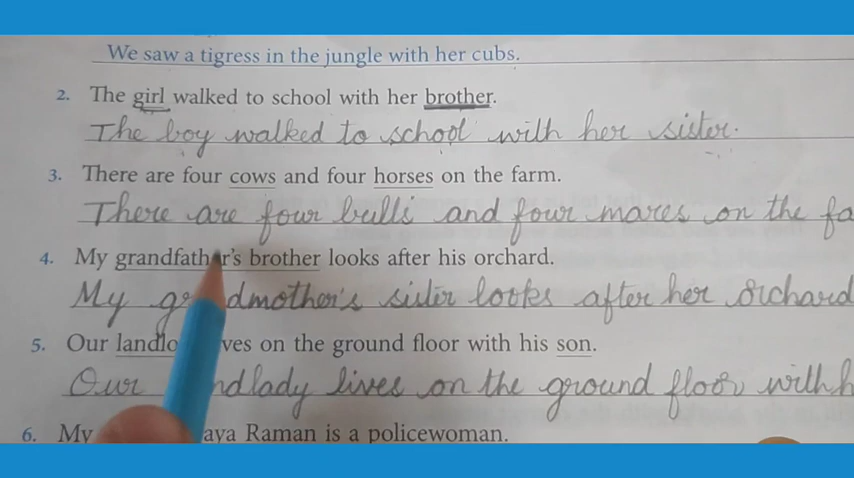 We saw a tigress in the jungle with her cubs.
2. The girl walked to school with her brother.
The boy walked to school with her sister.
3. There are four cows and four horses on the farm.
There are four bulls and four mares on the fa
4. My grandfather's brother looks after his orchard.
My grandmother's sister looks after her orchard
5. Our landlo ves on the ground floor with his son.
Our ndlady lives on the ground floor with h
6. My aya Raman is a policewoman.